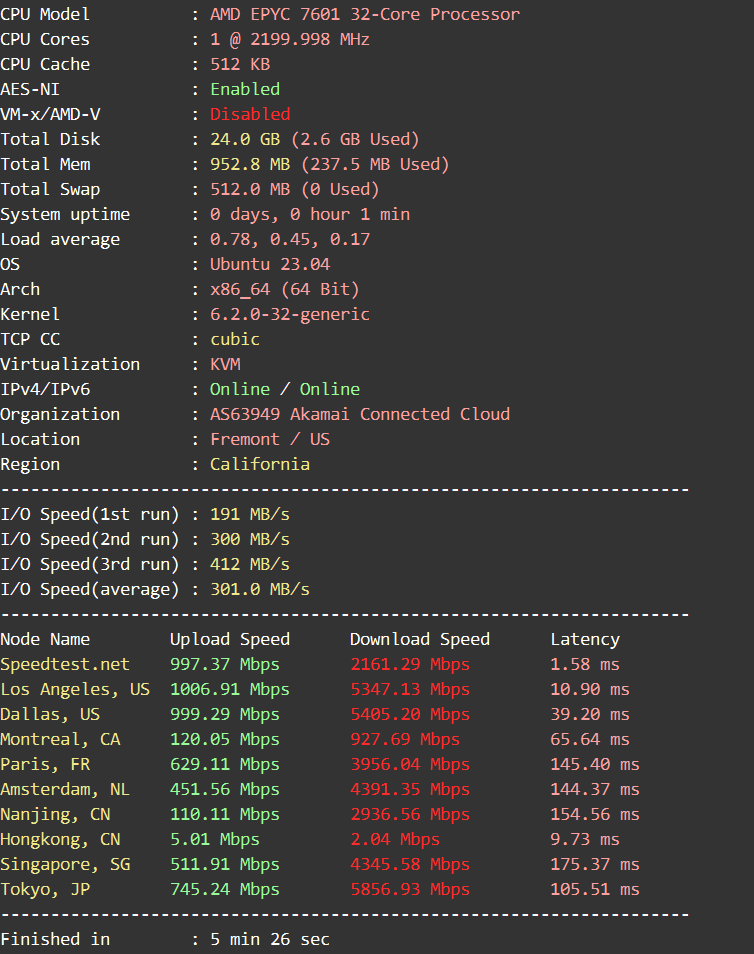 CPU Model          : AMD EPYC 7601 32-Core Processor
CPU Cores          : 1 @ 2199.998 MHz
CPU Cache          : 512 KB
AES-NI             : Enabled
VM-x/AMD-V         : Disabled
Total Disk         : 24.0 GB (2.6 GB Used)
Total Mem          : 952.8 MB (237.5 MB Used)
Total Swap         : 512.0 MB (0 Used)
System uptime      : 0 days, 0 hour 1 min
Load average       : 0.78, 0.45, 0.17
OS                 : Ubuntu 23.04
Arch               : x86_64 (64 Bit)
Kernel             : 6.2.0-32-generic
TCP CC             : cubic
Virtualization     : KVM
IPv4/IPv6          : Online / Online
Organization       : AS63949 Akamai Connected Cloud
Location           : Fremont / US
Region             : California
---------------------------------------------------------------------
I/O Speed(1st run) : 191 MB/s
I/O Speed(2nd run) : 300 MB/s
I/O Speed(3rd run) : 412 MB/s
I/O Speed(average) : 301.0 MB/s
---------------------------------------------------------------------
Node Name        Upload Speed      Download Speed      Latency
Speedtest.net    997.37 Mbps       2161.29 Mbps        1.58 ms
Los Angeles, US  1006.91 Mbps      5347.13 Mbps        10.90 ms
Dallas, US       999.29 Mbps       5405.20 Mbps        39.20 ms
Montreal, CA     120.05 Mbps       927.69 Mbps         65.64 ms
Paris, FR        629.11 Mbps       3956.04 Mbps        145.40 ms
Amsterdam, NL    451.56 Mbps       4391.35 Mbps        144.37 ms
Nanjing, CN      110.11 Mbps       2936.56 Mbps        154.56 ms
Hongkong, CN     5.01 Mbps         2.04 Mbps           9.73 ms
Singapore, SG    511.91 Mbps       4345.58 Mbps        175.37 ms
Tokyo, JP        745.24 Mbps       5856.93 Mbps        105.51 ms
---------------------------------------------------------------------
Finished in        : 5 min 26 sec